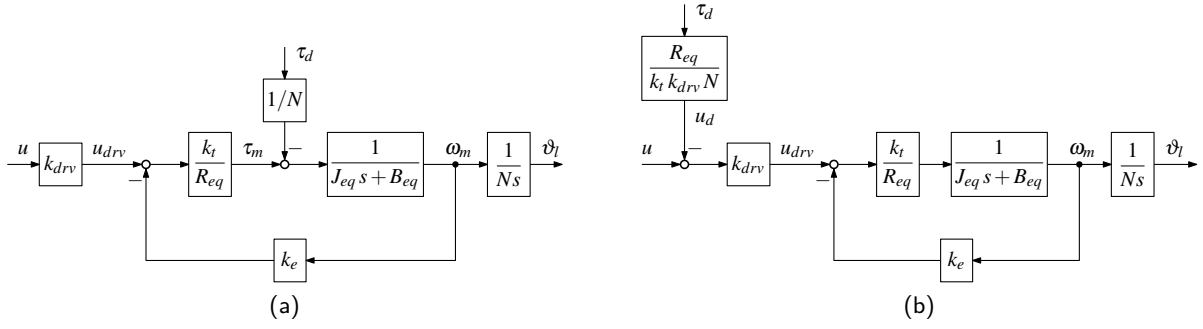 τ_d
1/N
u
k_drv
u_drv
−
k_t
R_eq
τ_m
−
1
J_eq s + B_eq
ω_m
1
Ns
ϑ_l
k_e
(a)
τ_d
R_eq
k_t k_drv N
u_d
u
−
k_drv
u_drv
−
k_t
R_eq
1
J_eq s + B_eq
ω_m
1
Ns
ϑ_l
k_e
(b)